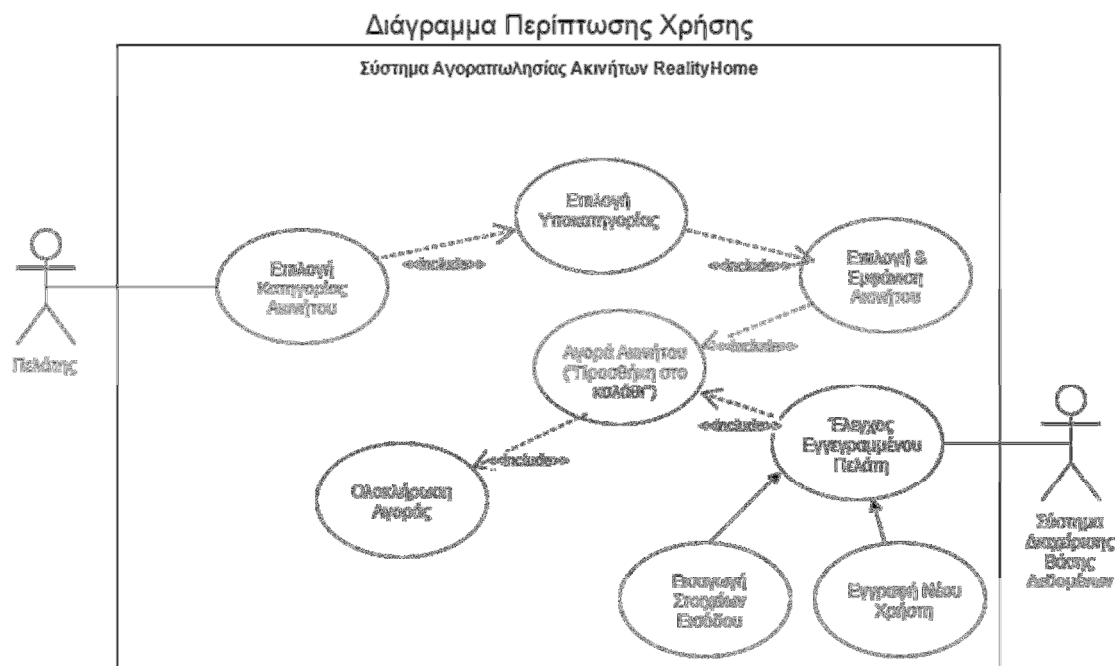 Διάγραμμα Περίπτωσης Χρήσης
Σύστημα Αγοραπωλησίας Ακινήτων RealityHome
Επιλογή
Υποκατηγορίας
Επιλογή
Κατηγορίας
Ακινήτου
<<include>>
<<include>>
Επιλογή &
Εμφάνιση
Ακινήτου
Πελάτης
<<include>>
Αγορά Ακινήτου
("Προσθήκη στο
καλάθι")
<<include>>
Έλεγχος
Εγγεγραμμένου
Πελάτη
<<include>>
Ολοκλήρωση
Αγοράς
Σύστημα
Διαχείρισης
Βάσης
Δεδομένων
Εισαγωγή
Στοιχείων
Εισόδου
Εγγραφή Νέου
Χρήστη